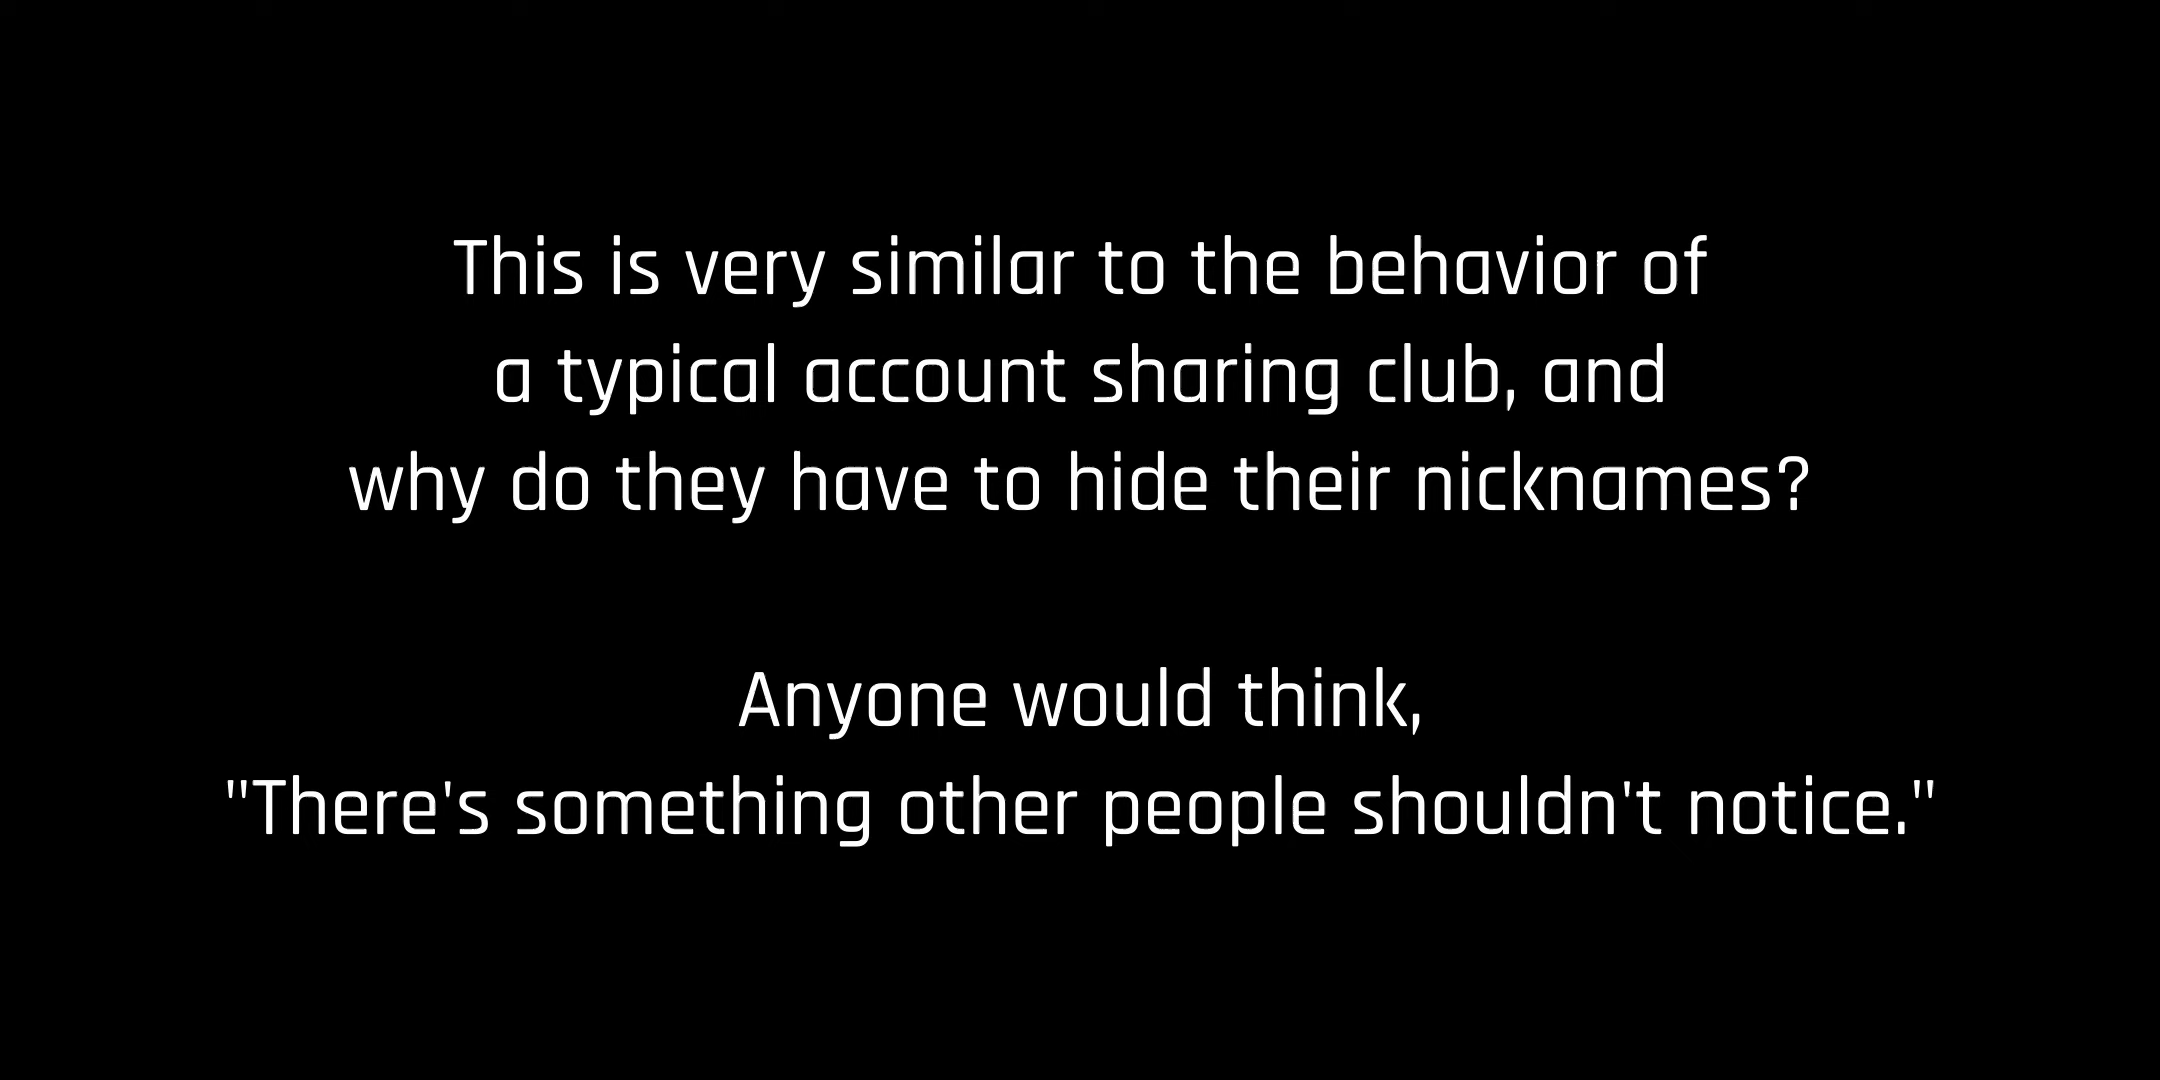 This is very similar to the behavior of
a typical account sharing club, and
why do they have to hide their nicknames?
Anyone would think,
"There's something other people shouldn't notice."